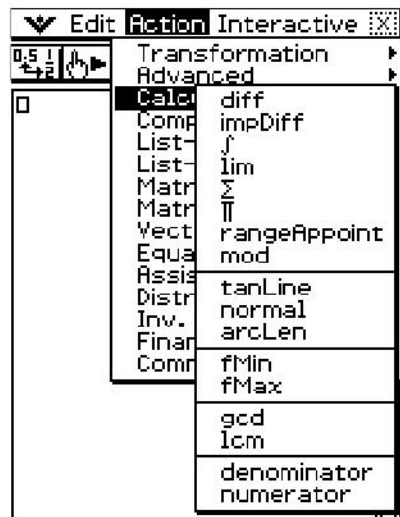 Edit Action Interactive
Transformation
Advanced
diff
impDiff
∫
lim
Σ
∏
rangeAppoint
mod
tanLine
normal
arcLen
fMin
fMax
gcd
lcm
denominator
numerator
Calc
Comp
List-
List-
Matr
Matr
Vect
Equa
Assis
Distr
Inv.
Finan
Comm